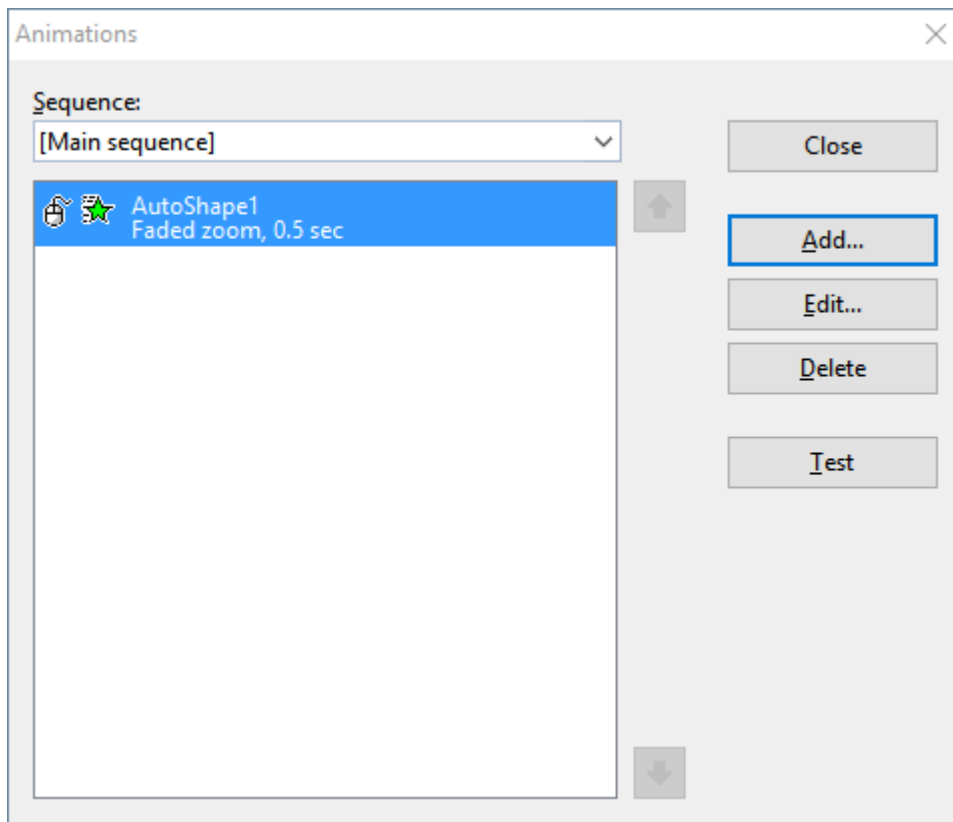 Animations
Sequence:
[Main sequence]
Close
AutoShape1
Faded zoom, 0.5 sec
Add...
Edit...
Delete
Test